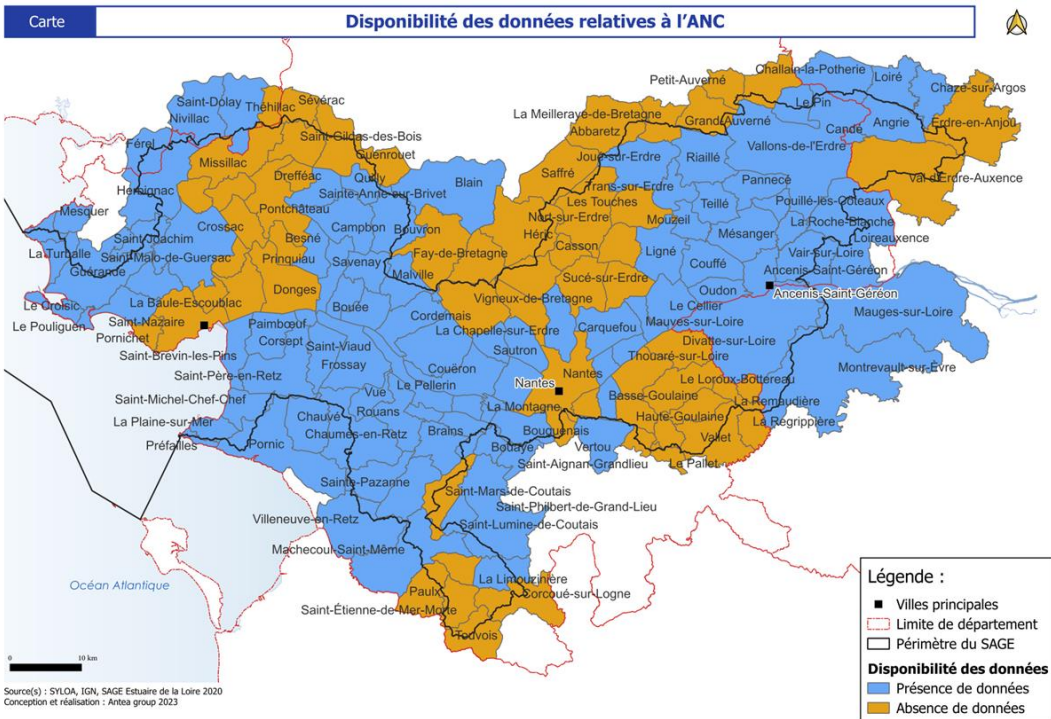 Carte
Disponibilité des données relatives à l'ANC
Challain-la-Potherie
Petit-Auverné
Loiré
Chazé-sur-Argos
Saint-Dolay
Théhillac
Sévérac
Nivillac
La Meilleraye-de-Bretagne
Grand-Auverné
Le Pin
Candé
Angrie
Erdre-en-Anjou
Abbaretz
Férel
Saint-Gildas-des-Bois
Guenrouet
Missillac
Joué-sur-Erdre
Riaillé
Vallons-de-l'Erdre
Drefféac
Quilly
Blain
Saffré
Trans-sur-Erdre
Pannecé
Val d'Erdre-Auxence
Herbignac
Sainte-Anne-sur-Brivet
Les Touches
Teillé
Pouillé-les-Côteaux
Mesquer
Pontchâteau
Nort-sur-Erdre
Mouzeil
La Roche-Blanche
Crossac
Campbon
Bouvron
Héric
Mésanger
Loireauxence
Saint-Joachim
Besné
Casson
Ligné
Vair-sur-Loire
La Turballe
Saint-Malo-de-Guersac
Prinquiau
Savenay
Fay-de-Bretagne
Couffé
Guérande
Malville
Sucé-sur-Erdre
Ancenis-Saint-Géréon
Donges
Oudon
Ancenis-Saint-Géréon
Le Croisic
La Baule-Escoublac
Bouée
Vigneux-de-Bretagne
Le Cellier
Mauges-sur-Loire
Le Pouliguen
Saint-Nazaire
Paimbœuf
Cordemais
Mauves-sur-Loire
Pornichet
Corsept
La Chapelle-sur-Erdre
Carquefou
Divatte-sur-Loire
Saint-Brevin-les-Pins
Saint-Viaud
Sautron
Thouaré-sur-Loire
Frossay
Couëron
Montrevault-sur-Èvre
Saint-Père-en-Retz
Nantes
Le Loroux-Bottereau
Vue
Le Pellerin
Nantes
Basse-Goulaine
Saint-Michel-Chef-Chef
La Montagne
La Remaudière
Rouans
Haute-Goulaine
La Plaine-sur-Mer
Chauvé
La Regrippière
Préfailles
Pornic
Chaumes-en-Retz
Brains
Bouguenais
Vallet
Bouaye
Vertou
Saint-Aignan-Grandlieu
Le Pallet
Sainte-Pazanne
Saint-Mars-de-Coutais
Saint-Philbert-de-Grand-Lieu
Villeneuve-en-Retz
Saint-Lumine-de-Coutais
Machecoul-Saint-Même
Océan Atlantique
La Limouzinière
Paulx
Corcoué-sur-Logne
Saint-Étienne-de-Mer-Morte
Touvois
Légende :
Villes principales
Limite de département
Périmètre du SAGE
Disponibilité des données
Présence de données
Absence de données
0 10 km
Source(s) : SYLOA, IGN, SAGE Estuaire de la Loire 2020
Conception et réalisation : Antea group 2023